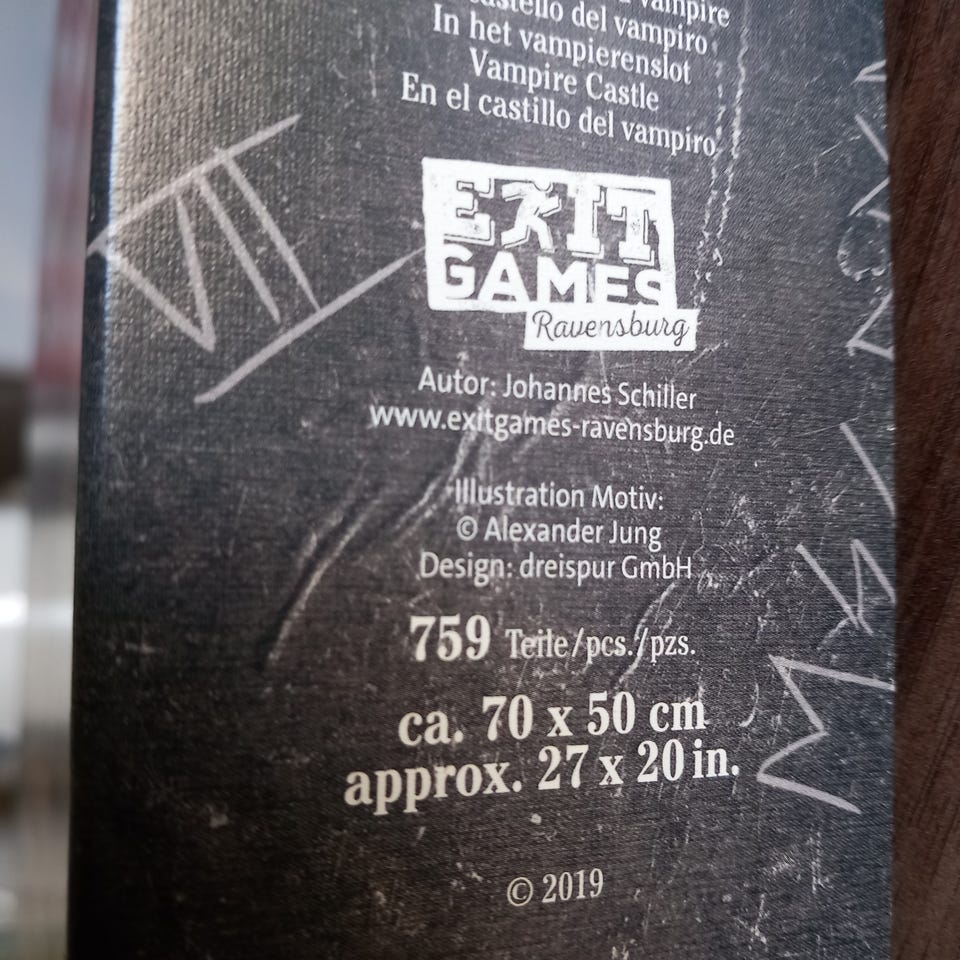 vampire
castello del vampiro
In het vampierenslot
Vampire Castle
En el castillo del vampiro
VII
EXIT
GAMES
Ravensburg
Autor: Johannes Schiller
www.exitgames-ravensburg.de
Illustration Motiv:
© Alexander Jung
Design: dreispur GmbH
759 Teile/pcs./pzs.
ca. 70 x 50 cm
approx. 27 x 20 in.
© 2019